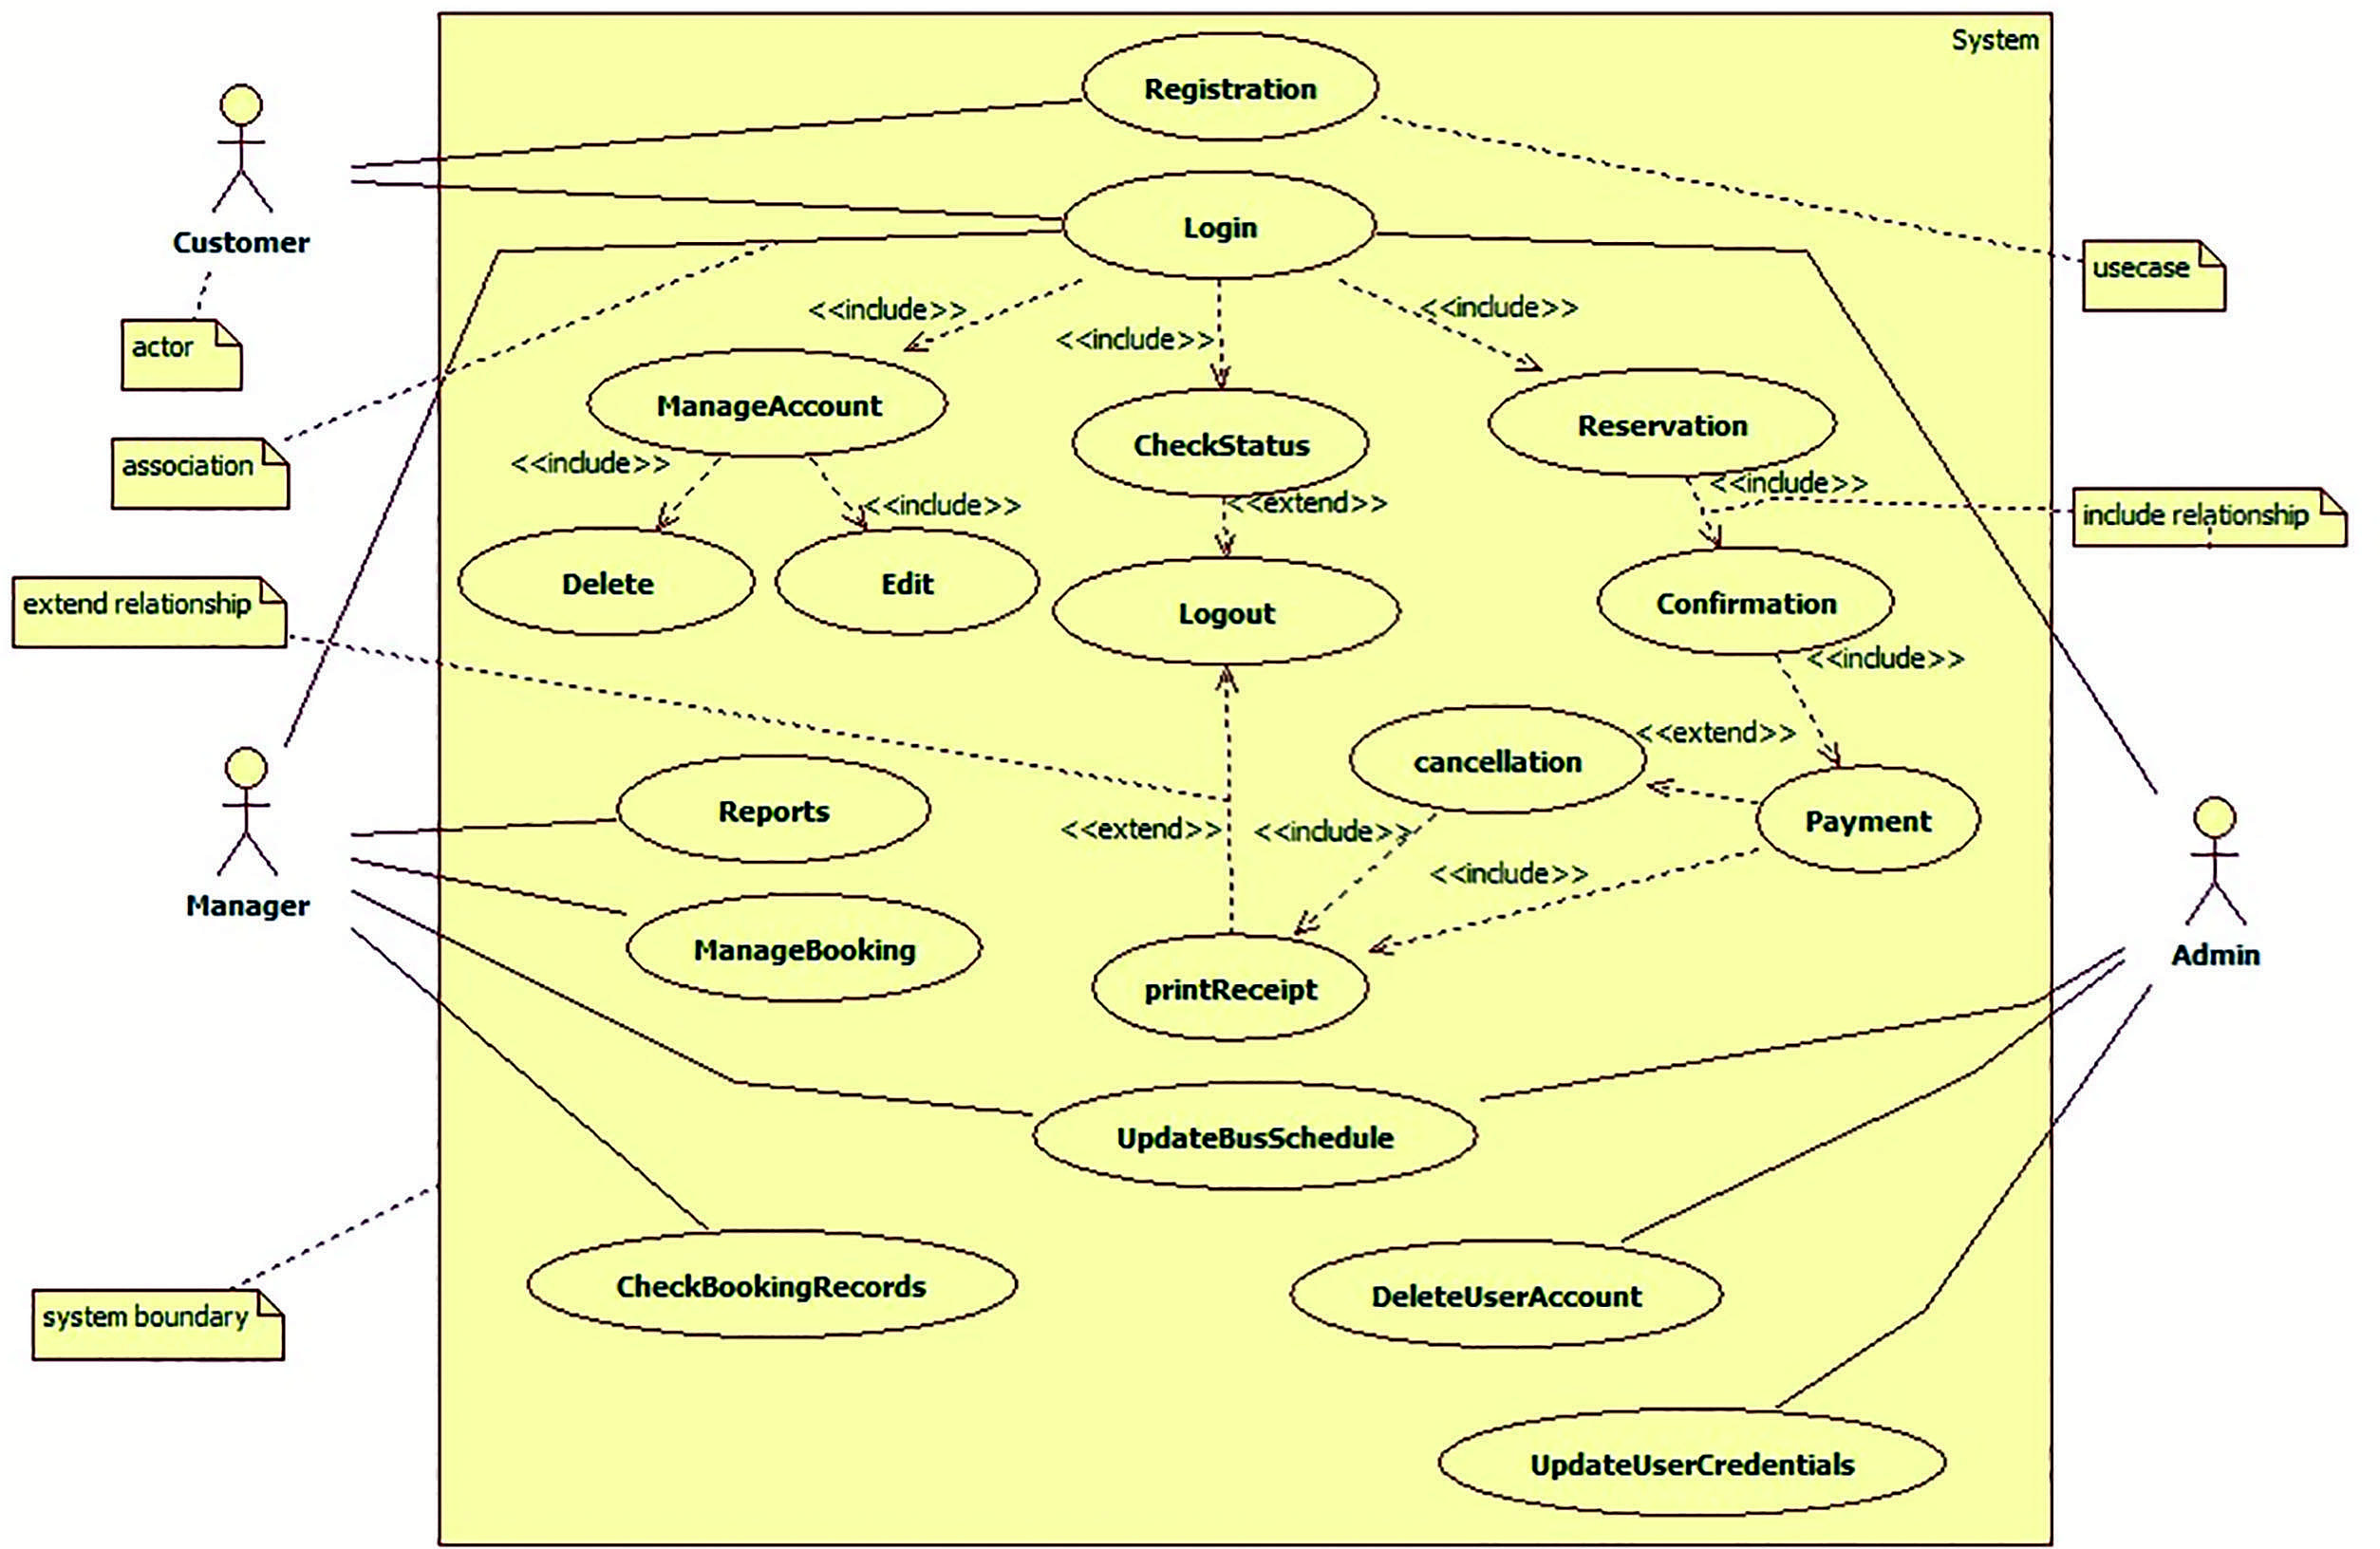 System
Registration
Customer
Login
usecase
actor
<<include>>
<<include>>
<<include>>
ManageAccount
CheckStatus
Reservation
association
<<include>>
<<include>>
<<extend>>
<<include>>
include relationship
extend relationship
Delete
Edit
Logout
Confirmation
<<include>>
<<extend>>
cancellation
Reports
<<extend>>
<<include>>
Payment
<<include>>
Manager
ManageBooking
printReceipt
Admin
UpdateBusSchedule
CheckBookingRecords
DeleteUserAccount
system boundary
UpdateUserCredentials